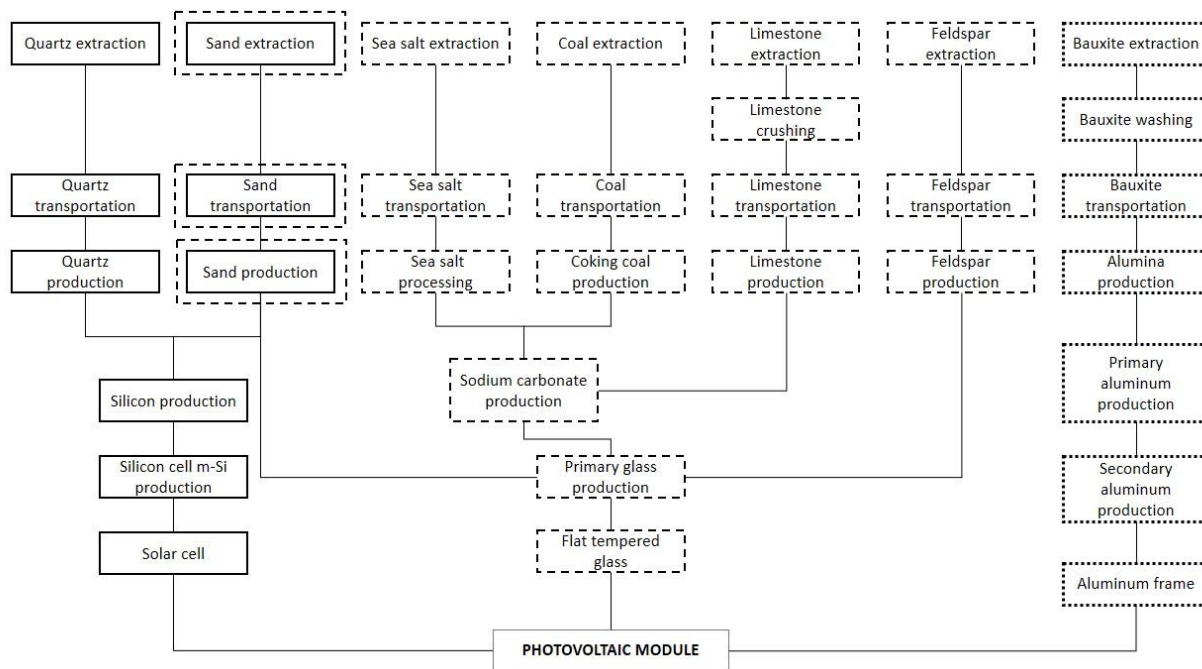 Quartz extraction
Sand extraction
Sea salt extraction
Coal extraction
Limestone
extraction
Feldspar
extraction
Bauxite extraction
Limestone
crushing
Bauxite washing
Quartz
transportation
Sand
transportation
Sea salt
transportation
Coal
transportation
Limestone
transportation
Feldspar
transportation
Bauxite
transportation
Quartz
production
Sand production
Sea salt
processing
Coking coal
production
Limestone
production
Feldspar
production
Alumina
production
Silicon production
Sodium carbonate
production
Primary
aluminum
production
Silicon cell m-Si
production
Primary glass
production
Secondary
aluminum
production
Solar cell
Flat tempered
glass
Aluminum frame
PHOTOVOLTAIC MODULE